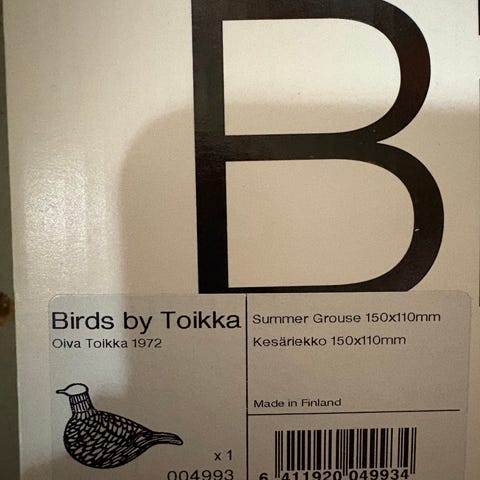 B
Birds by Toikka
Oiva Toikka 1972
x 1
004993
Summer Grouse 150x110mm
Kesäriekko 150x110mm
Made in Finland
6 411920 049934